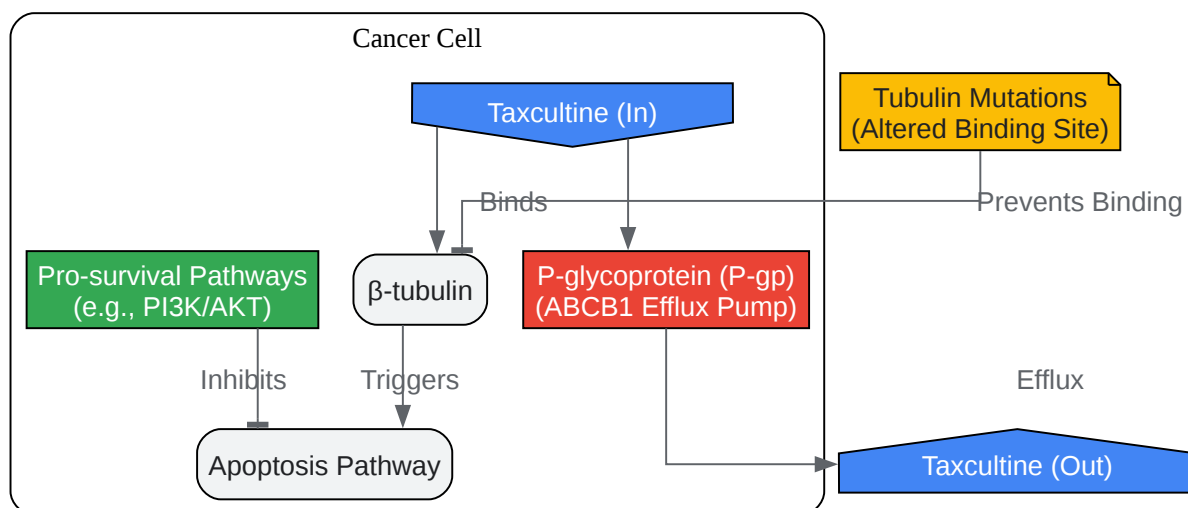 Cancer Cell
Taxcultine (In)
Tubulin Mutations
(Altered Binding Site)
Binds
Prevents Binding
Pro-survival Pathways
(e.g., PI3K/AKT)
β-tubulin
P-glycoprotein (P-gp)
(ABCB1 Efflux Pump)
Inhibits
Triggers
Efflux
Apoptosis Pathway
Taxcultine (Out)